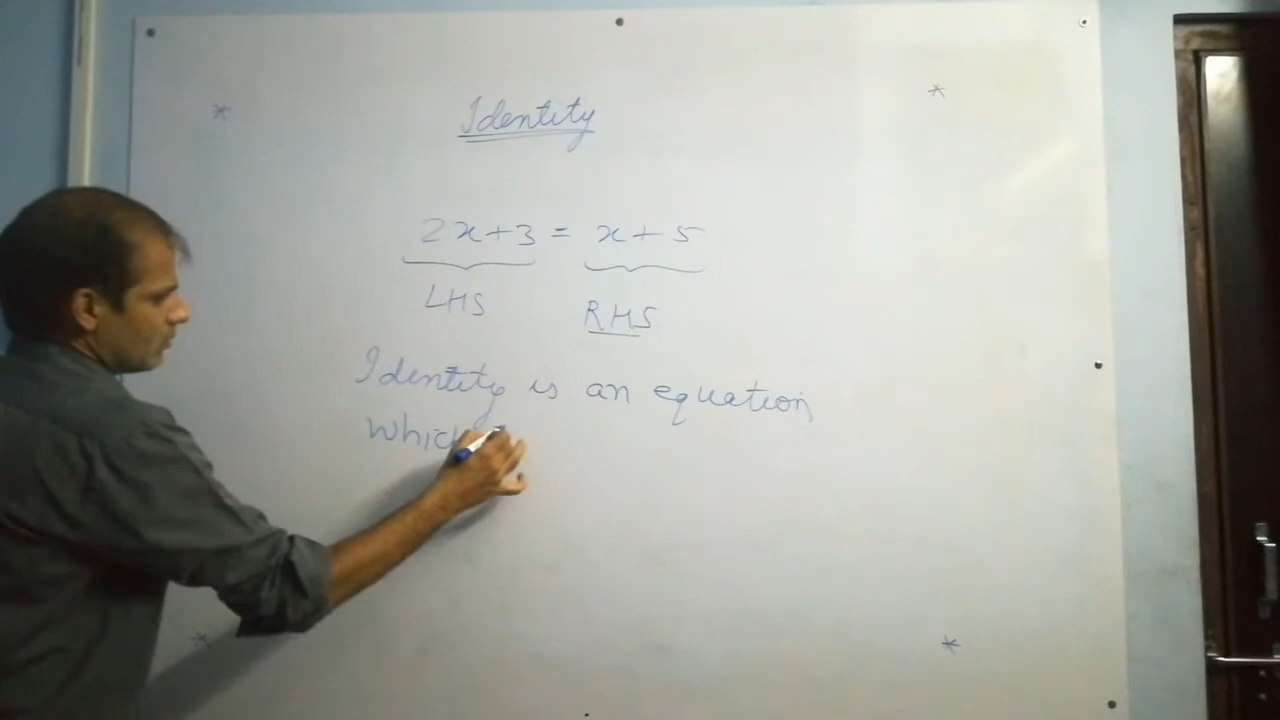 Identity
2x+3 = x+5
LHS RHS
Identity is an equation
which